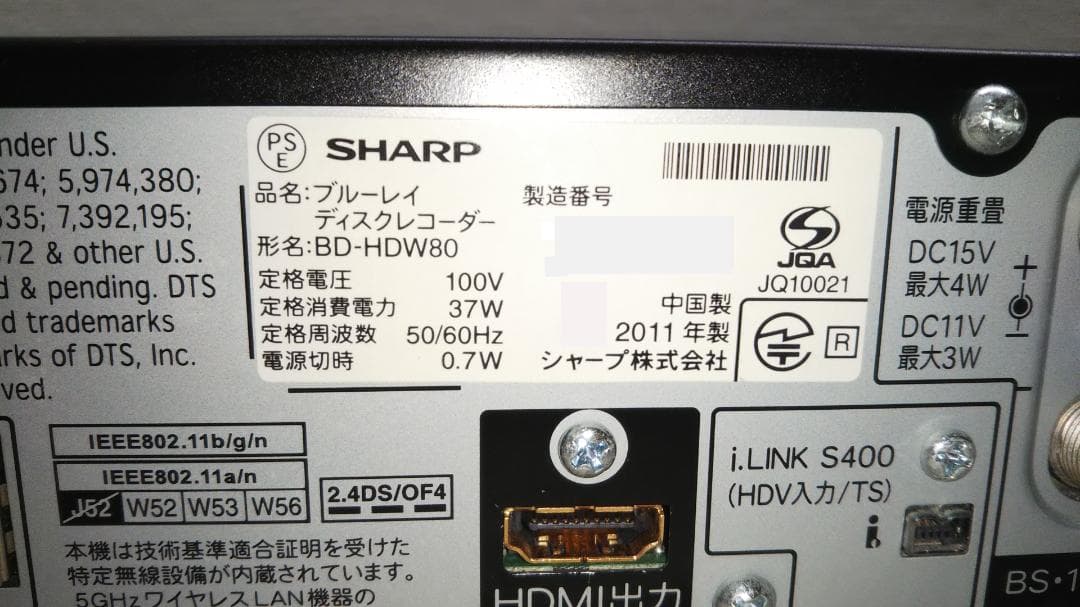 nder U.S.
674; 5,974,380;
535; 7,392,195;
72 & other U.S.
d & pending. DTS
d trademarks
rks of DTS, Inc.
ved.
PS
E
SHARP
品名:ブルーレイ
ディスクレコーダー
形名:BD-HDW80
定格電圧 100V
定格消費電力 37W
定格周波数 50/60Hz
電源切時 0.7W
製造番号
中国製
2011年製
シャープ株式会社
JQA
JQ10021
R
電源重畳
DC15V
最大4W
DC11V
最大3W
+
−
IEEE802.11b/g/n
IEEE802.11a/n
J52 W52 W53 W56
2.4DS/OF4
本機は技術基準適合証明を受けた
特定無線設備が内蔵されています。
5GHzワイヤレスLAN機器の
HDMI出力
i.LINK S400
(HDV入力/TS)
i
BS・1